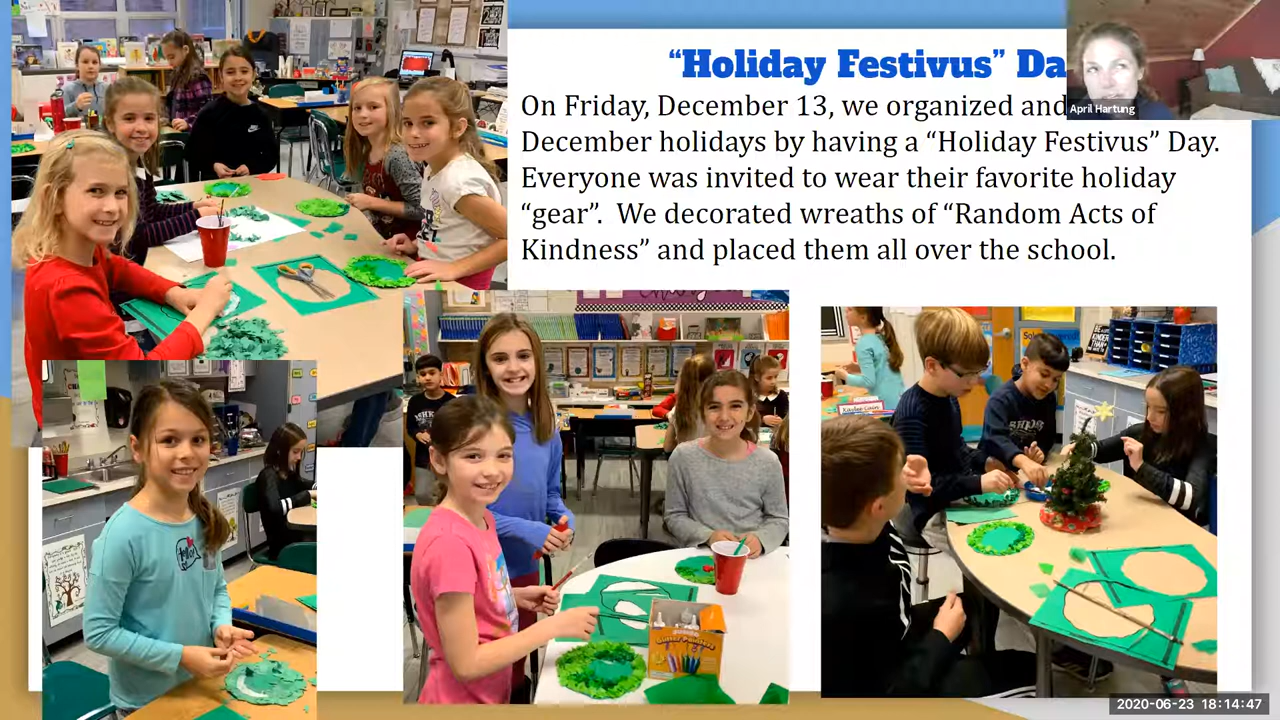 “Holiday Festivus” Da
On Friday, December 13, we organized and
December holidays by having a “Holiday Festivus” Day.
Everyone was invited to wear their favorite holiday
“gear”. We decorated wreaths of “Random Acts of
Kindness” and placed them all over the school.
April Hartung
2020-06-23 18:14:47